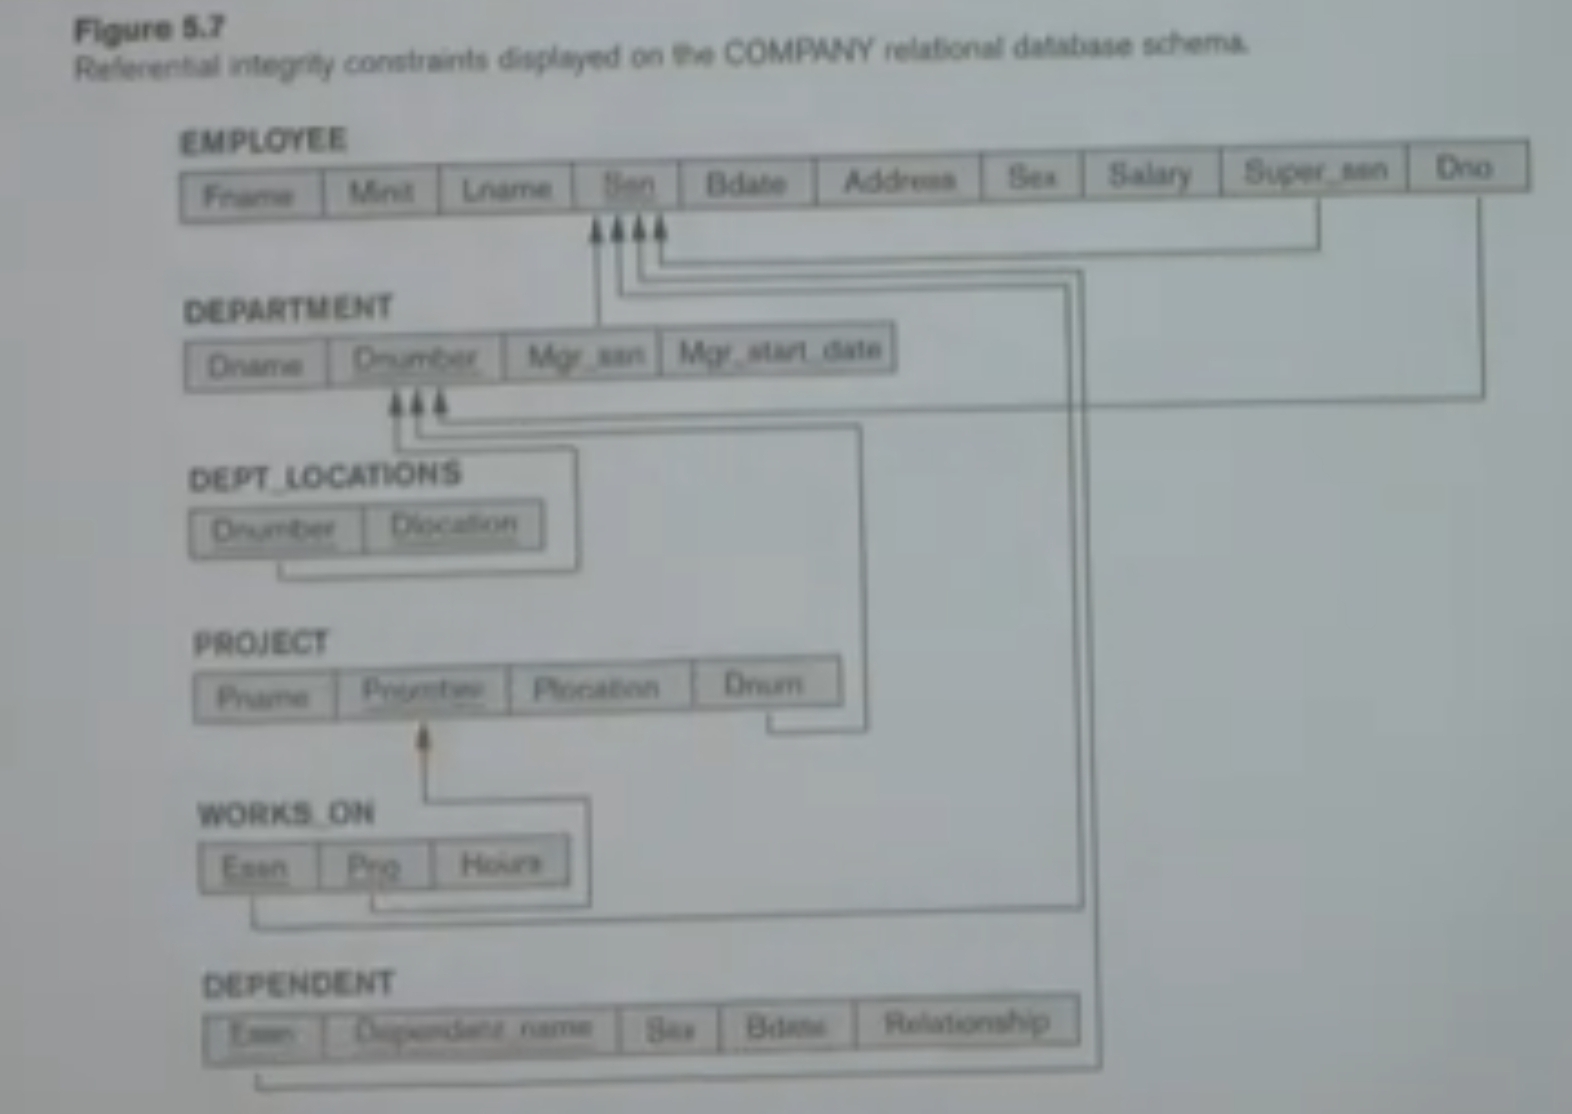 Figure 5.7
Referential integrity constraints displayed on the COMPANY relational database schema.
EMPLOYEE
Fname Minit Lname Ssn Bdate Address Sex Salary Super_ssn Dno
DEPARTMENT
Dname Dnumber Mgr_ssn Mgr_start_date
DEPT_LOCATIONS
Dnumber Dlocation
PROJECT
Pname Pnumber Plocation Dnum
WORKS_ON
Essn Pno Hours
DEPENDENT
Essn Dependent_name Sex Bdate Relationship